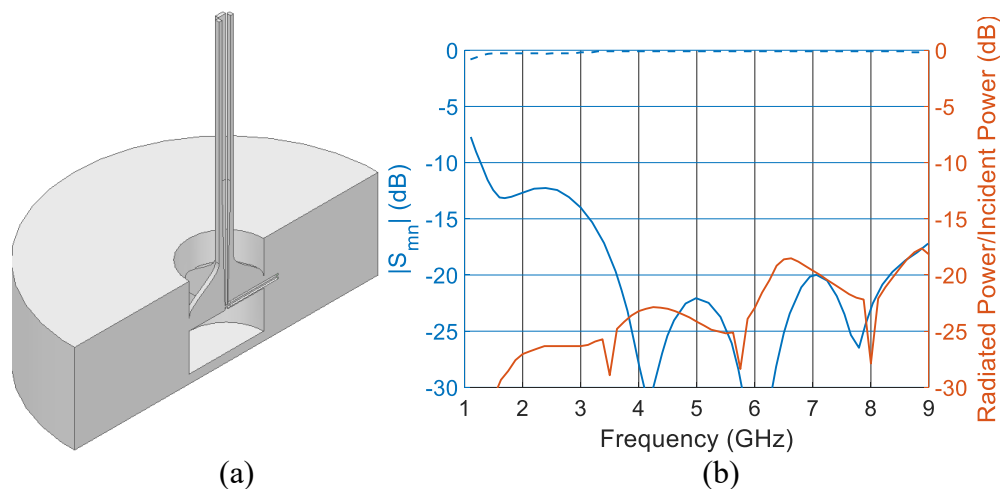 |Sₘₙ| (dB)
0
-5
-10
-15
-20
-25
-30
0
-5
-10
-15
-20
-25
-30
Radiated Power/Incident Power (dB)
1 2 3 4 5 6 7 8 9
Frequency (GHz)
(a) (b)